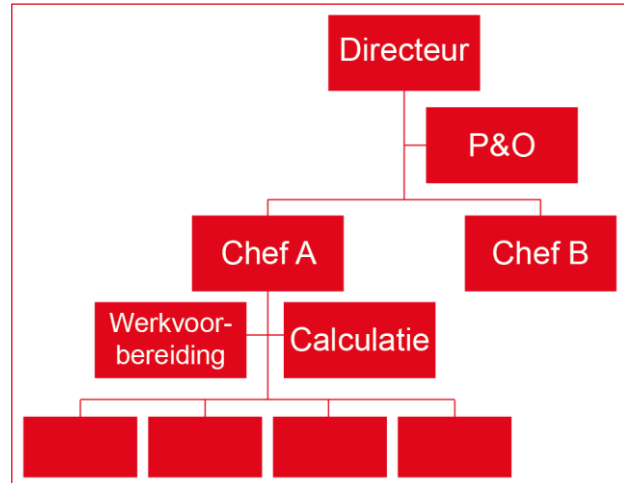 Directeur
P&O
Chef A
Chef B
Werkvoor-
bereiding
Calculatie